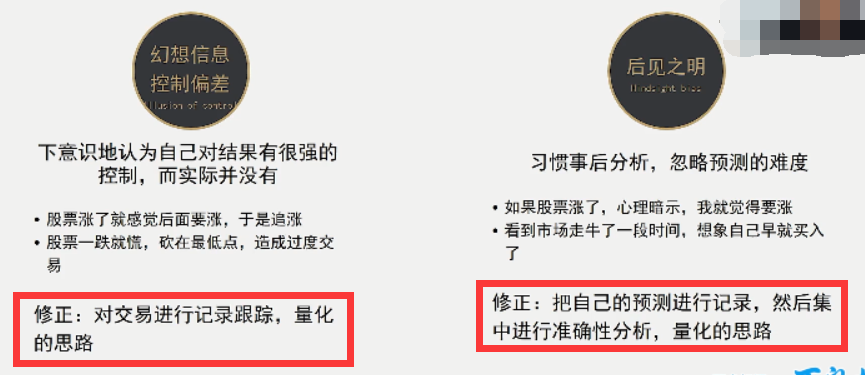 幻想信息
控制偏差
Illusion of control
下意识地认为自己对结果有很强的
控制，而实际并没有
• 股票涨了就感觉后面要涨，于是追涨
• 股票一跌就慌，砍在最低点，造成过度交
易
修正：对交易进行记录跟踪，量化
的思路
后见之明
Hindsight bias
习惯事后分析，忽略预测的难度
• 如果股票涨了，心理暗示，我就觉得要涨
• 看到市场走牛了一段时间，想象自己早就买入
了
修正：把自己的预测进行记录，然后集
中进行准确性分析，量化的思路